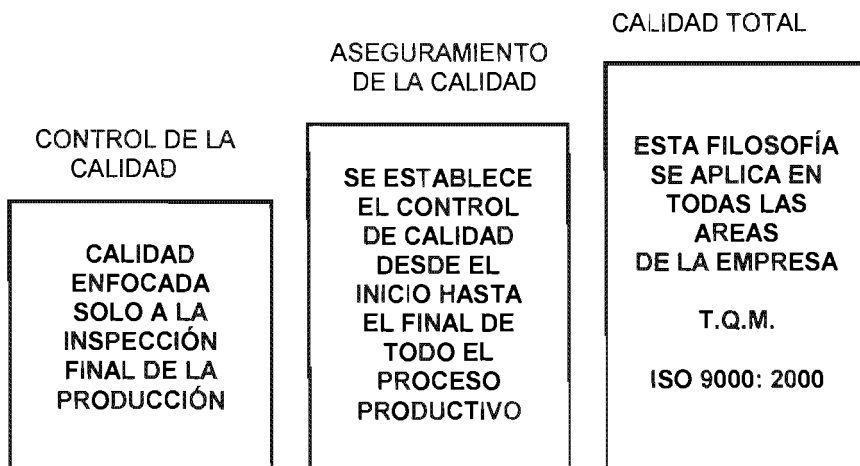 CONTROL DE LA
CALIDAD
CALIDAD
ENFOCADA
SOLO A LA
INSPECCIÓN
FINAL DE LA
PRODUCCIÓN
ASEGURAMIENTO
DE LA CALIDAD
SE ESTABLECE
EL CONTROL
DE CALIDAD
DESDE EL
INICIO HASTA
EL FINAL DE
TODO EL
PROCESO
PRODUCTIVO
CALIDAD TOTAL
ESTA FILOSOFÍA
SE APLICA EN
TODAS LAS
AREAS
DE LA EMPRESA
T.Q.M.
ISO 9000: 2000